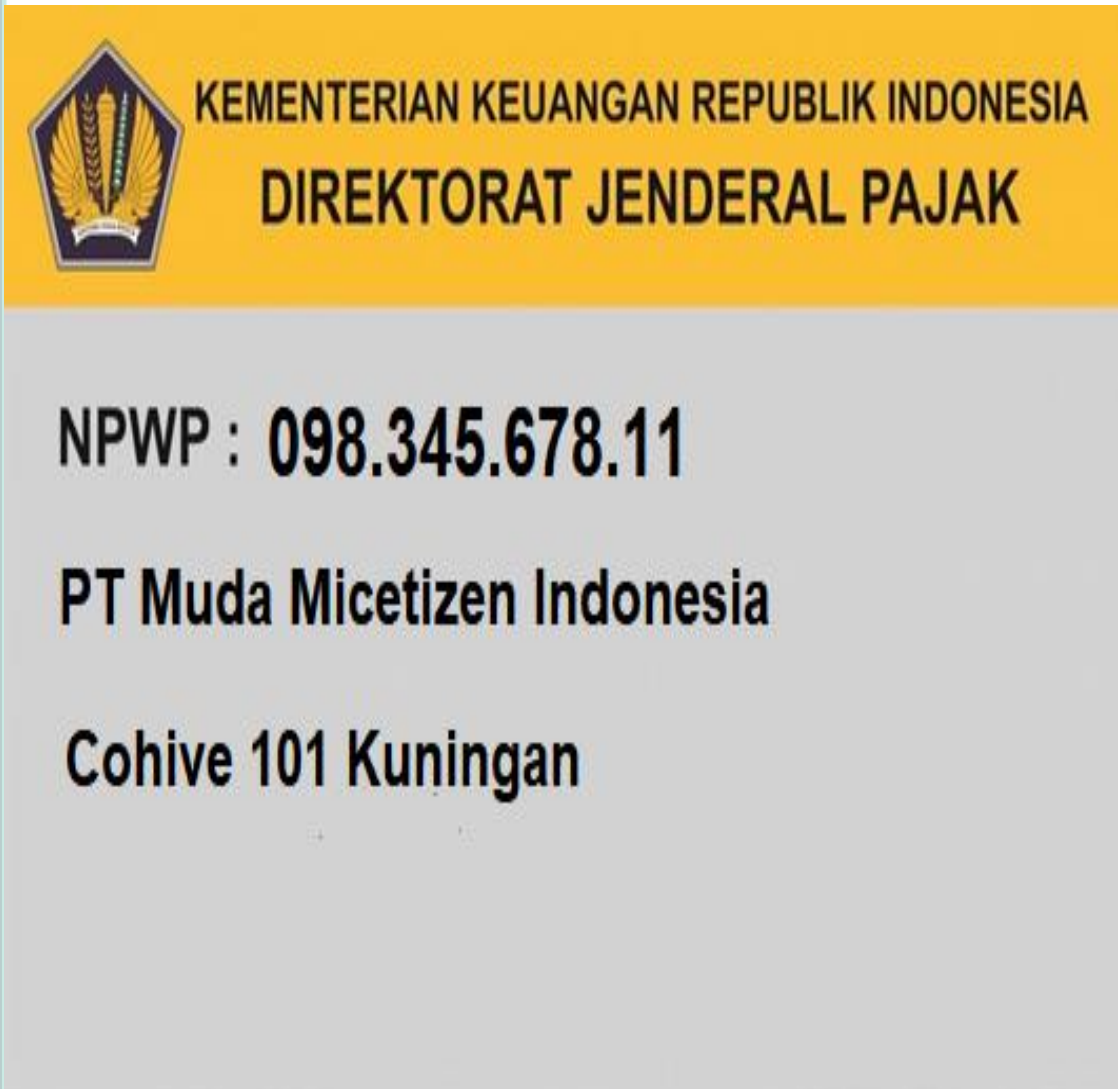 KEMENTERIAN KEUANGAN REPUBLIK INDONESIA
DIREKTORAT JENDERAL PAJAK
NPWP : 098.345.678.11
PT Muda Micetizen Indonesia
Cohive 101 Kuningan